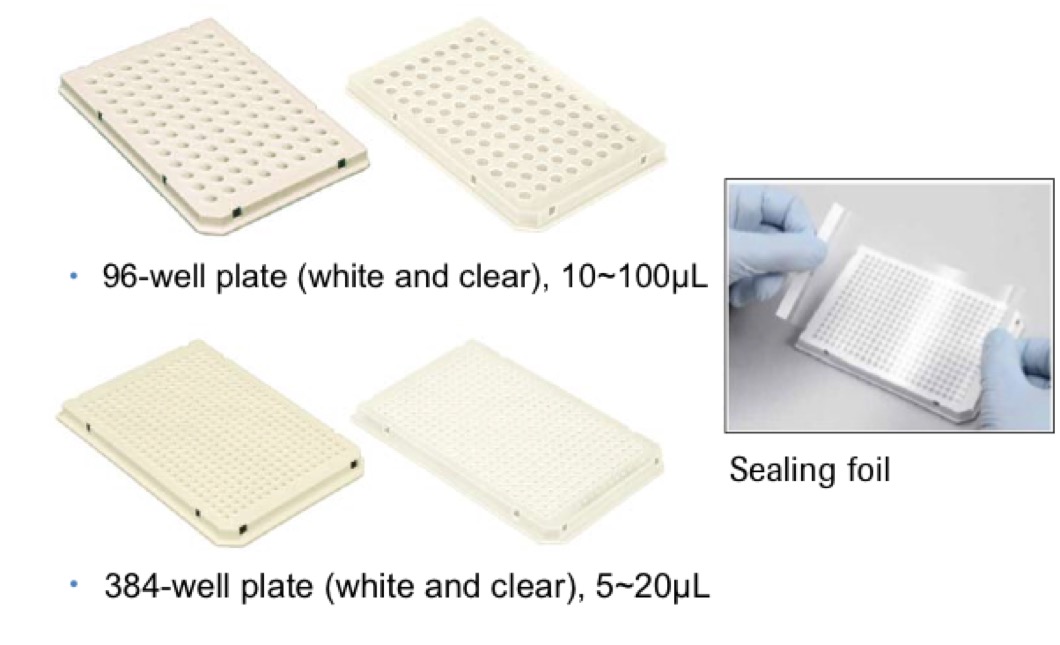 • 96-well plate (white and clear), 10~100µL
Sealing foil
• 384-well plate (white and clear), 5~20µL